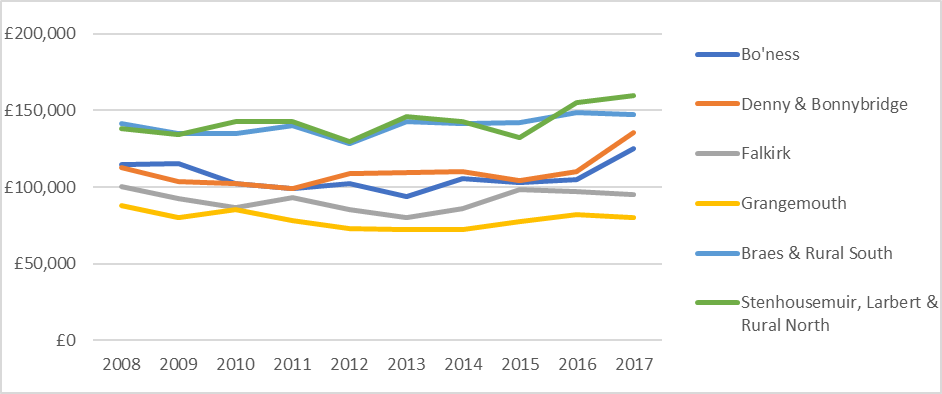 £200,000
£150,000
£100,000
£50,000
£0
2008 2009 2010 2011 2012 2013 2014 2015 2016 2017
Bo'ness
Denny & Bonnybridge
Falkirk
Grangemouth
Braes & Rural South
Stenhousemuir, Larbert &
Rural North